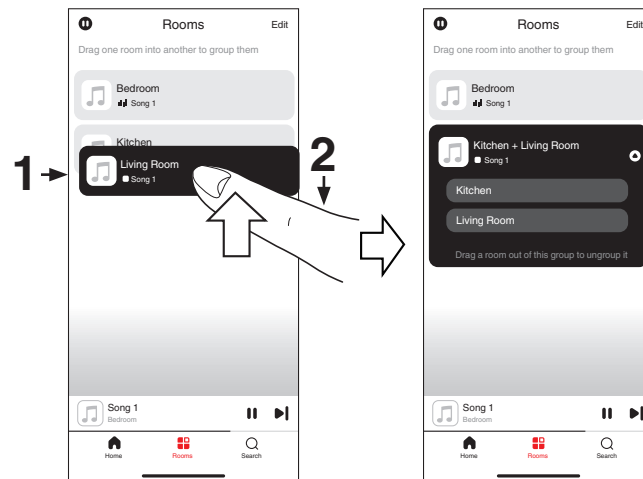 Rooms
Edit
Drag one room into another to group them
Bedroom
Song 1
Kitchen
Living Room
Song 1
1
2
Song 1
Bedroom
Home
Rooms
Search
Rooms
Edit
Drag one room into another to group them
Bedroom
Song 1
Kitchen + Living Room
Song 1
Kitchen
Living Room
Drag a room out of this group to ungroup it
Song 1
Bedroom
Home
Rooms
Search